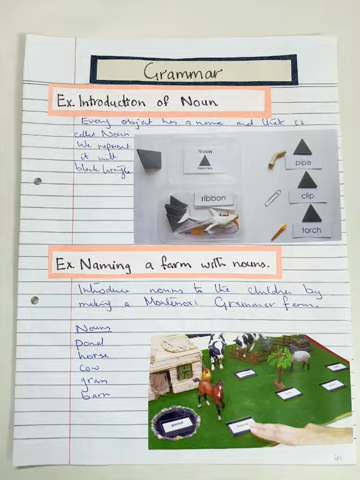 Grammar
Ex. Introduction of Noun
Every object has a name and that is
called Noun
We represent
it with
black triangle
NOUN
ribbon
pipe
clip
torch
Ex. Naming a farm with nouns.
Introduce nouns to the children by
making a Montessori Grammar farm
Nouns
pond
horse
cow
grass
barn
pond